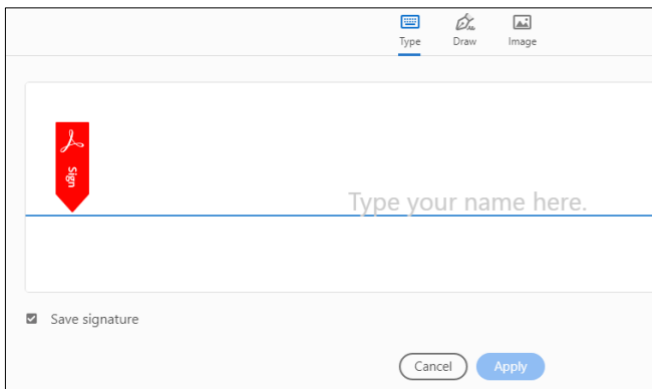 Type Draw Image
Sign
Type your name here.
Save signature
Cancel Apply